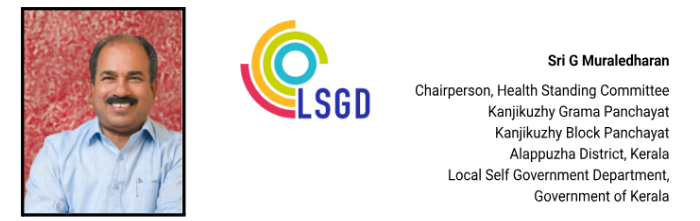 LSGD
Sri G Muraledharan
Chairperson, Health Standing Committee
Kanjikuzhy Grama Panchayat
Kanjikuzhy Block Panchayat
Alappuzha District, Kerala
Local Self Government Department,
Government of Kerala